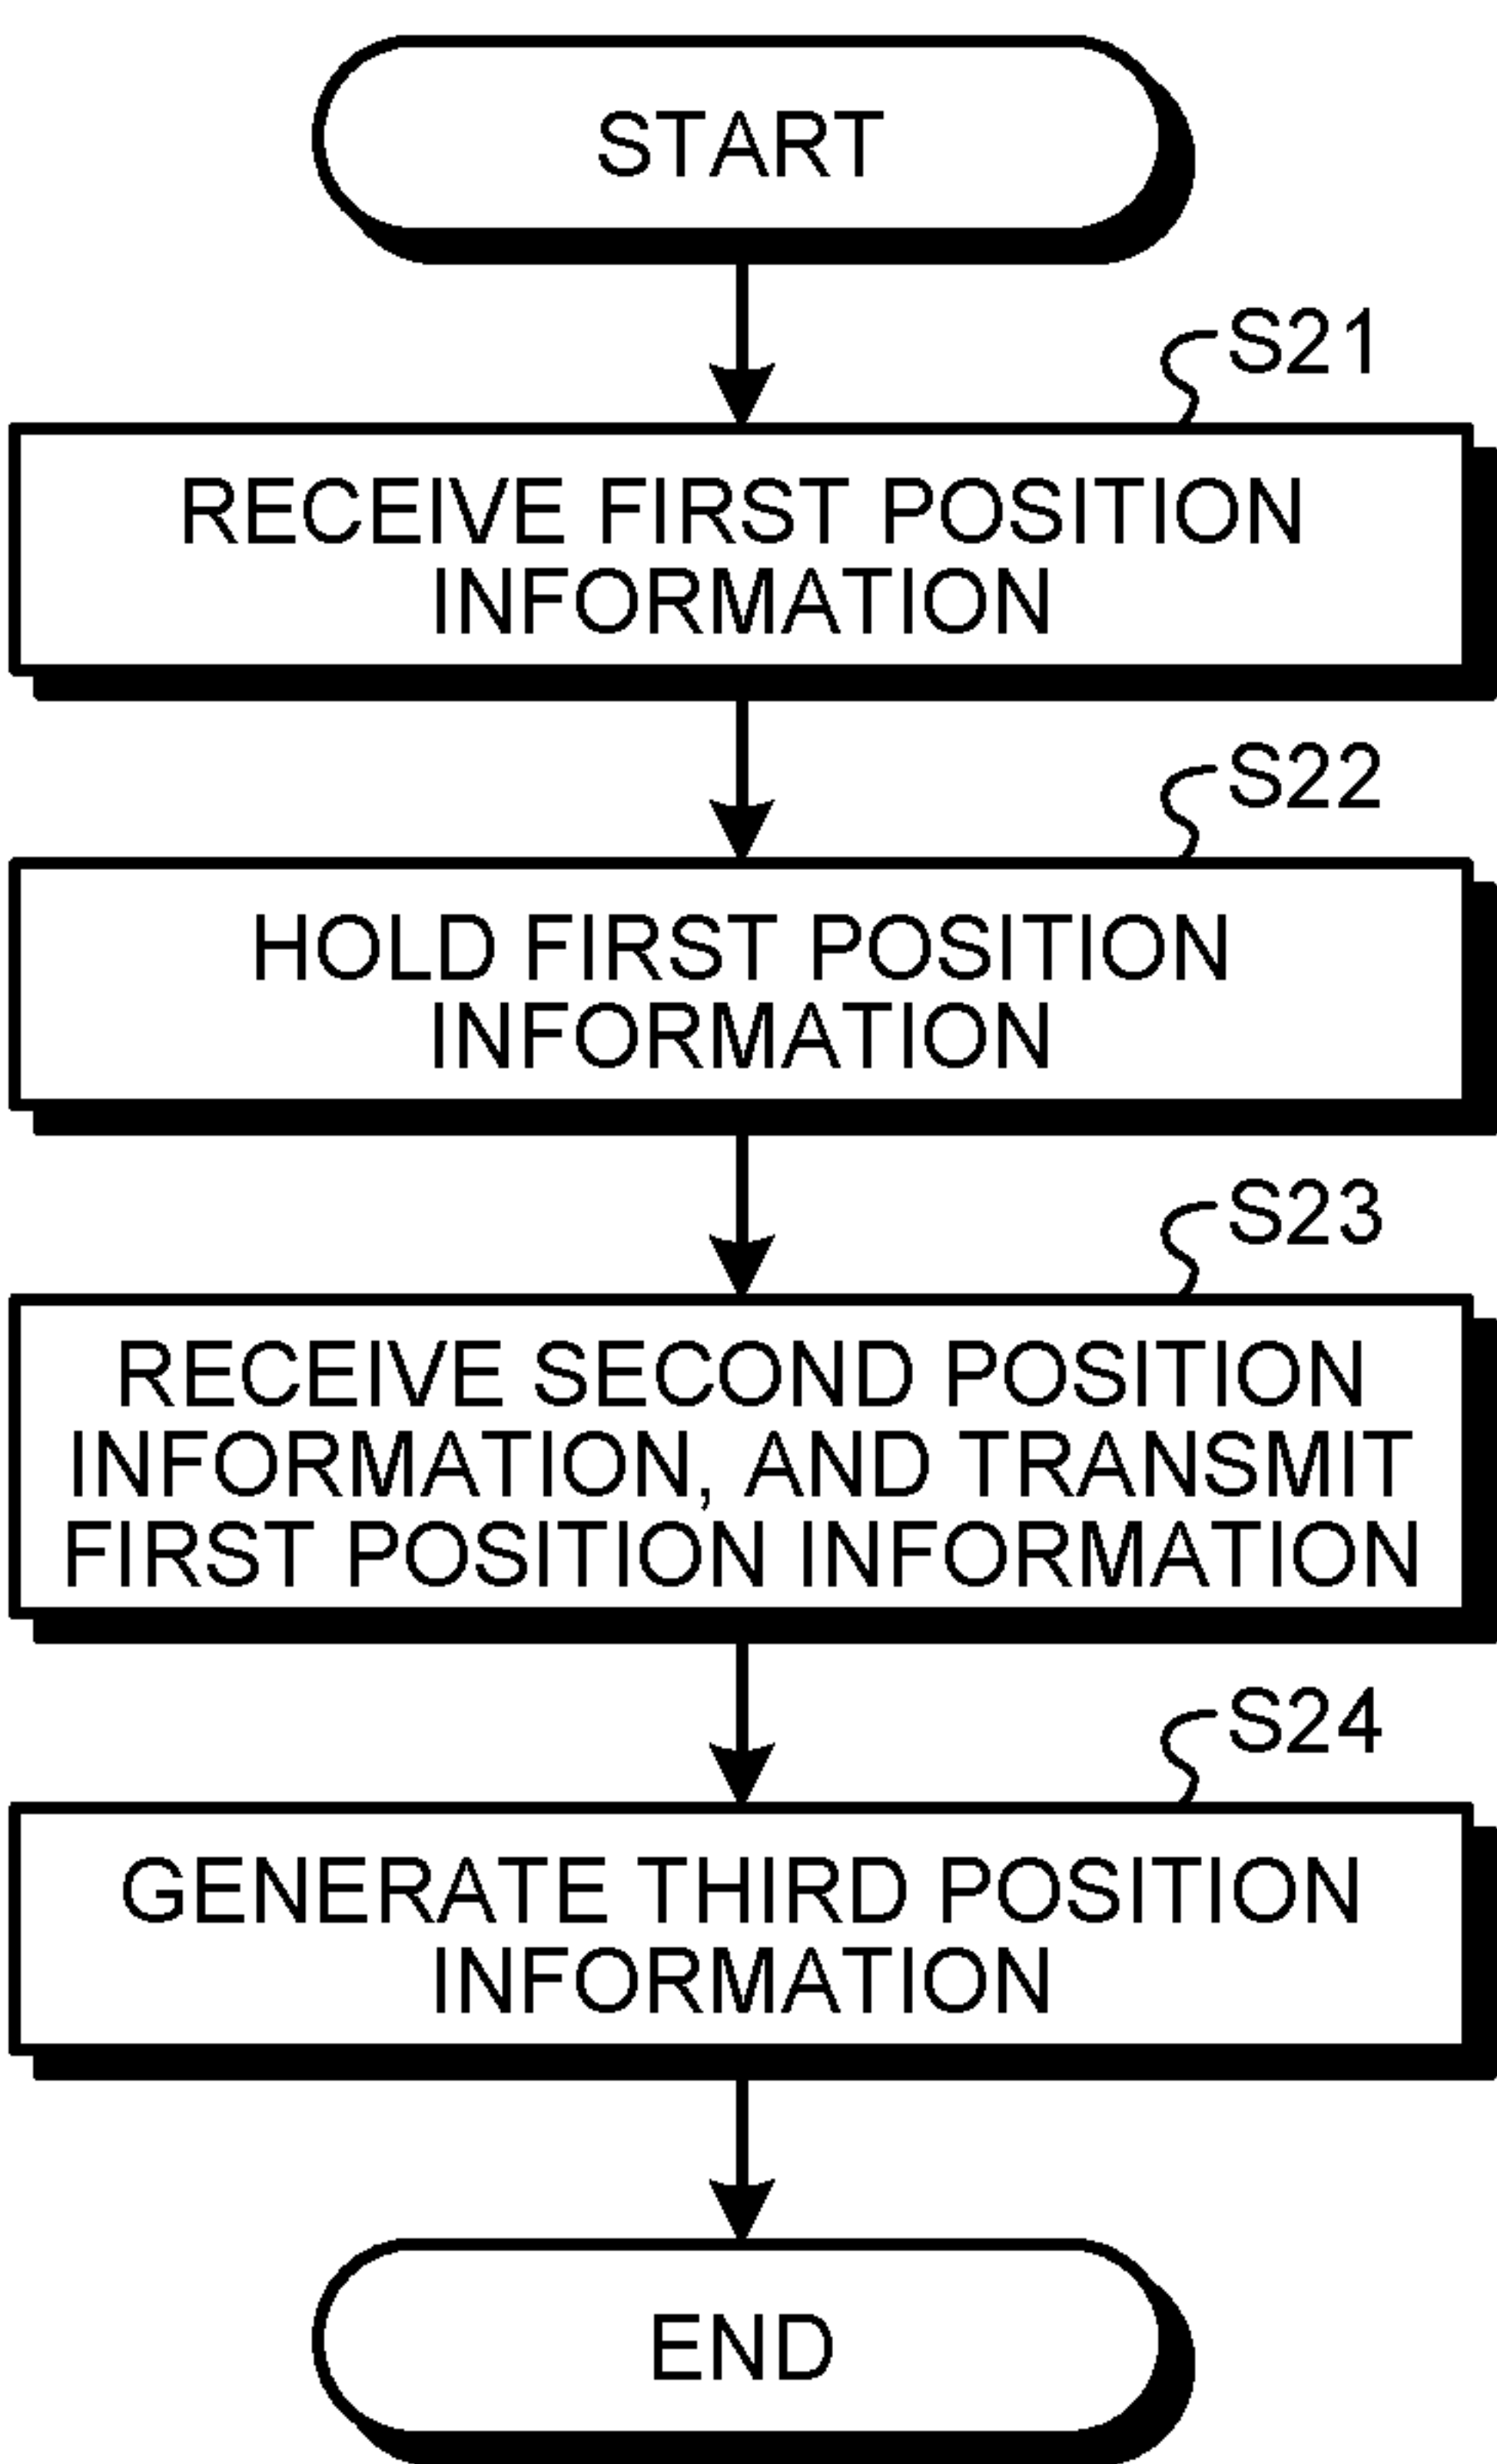 START
S21
RECEIVE FIRST POSITION
INFORMATION
S22
HOLD FIRST POSITION
INFORMATION
S23
RECEIVE SECOND POSITION
INFORMATION, AND TRANSMIT
FIRST POSITION INFORMATION
S24
GENERATE THIRD POSITION
INFORMATION
END